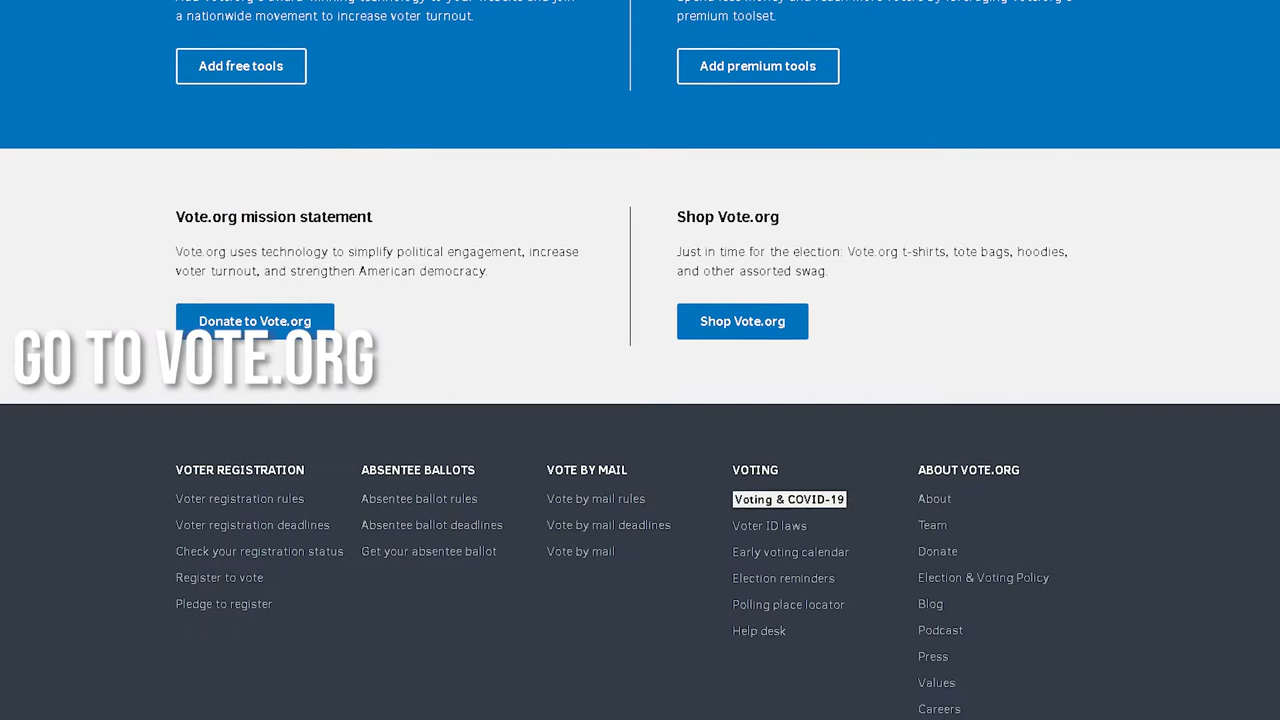 a nationwide movement to increase voter turnout.
premium toolset.
Add free tools
Add premium tools
Vote.org mission statement
Vote.org uses technology to simplify political engagement, increase
voter turnout, and strengthen American democracy.
Donate to Vote.org
Shop Vote.org
Just in time for the election: Vote.org t-shirts, tote bags, hoodies,
and other assorted swag.
Shop Vote.org
GO TO VOTE.ORG
VOTER REGISTRATION
Voter registration rules
Voter registration deadlines
Check your registration status
Register to vote
Pledge to register
ABSENTEE BALLOTS
Absentee ballot rules
Absentee ballot deadlines
Get your absentee ballot
VOTE BY MAIL
Vote by mail rules
Vote by mail deadlines
Vote by mail
VOTING
Voting & COVID-19
Voter ID laws
Early voting calendar
Election reminders
Polling place locator
Help desk
ABOUT VOTE.ORG
About
Team
Donate
Election & Voting Policy
Blog
Podcast
Press
Values
Careers